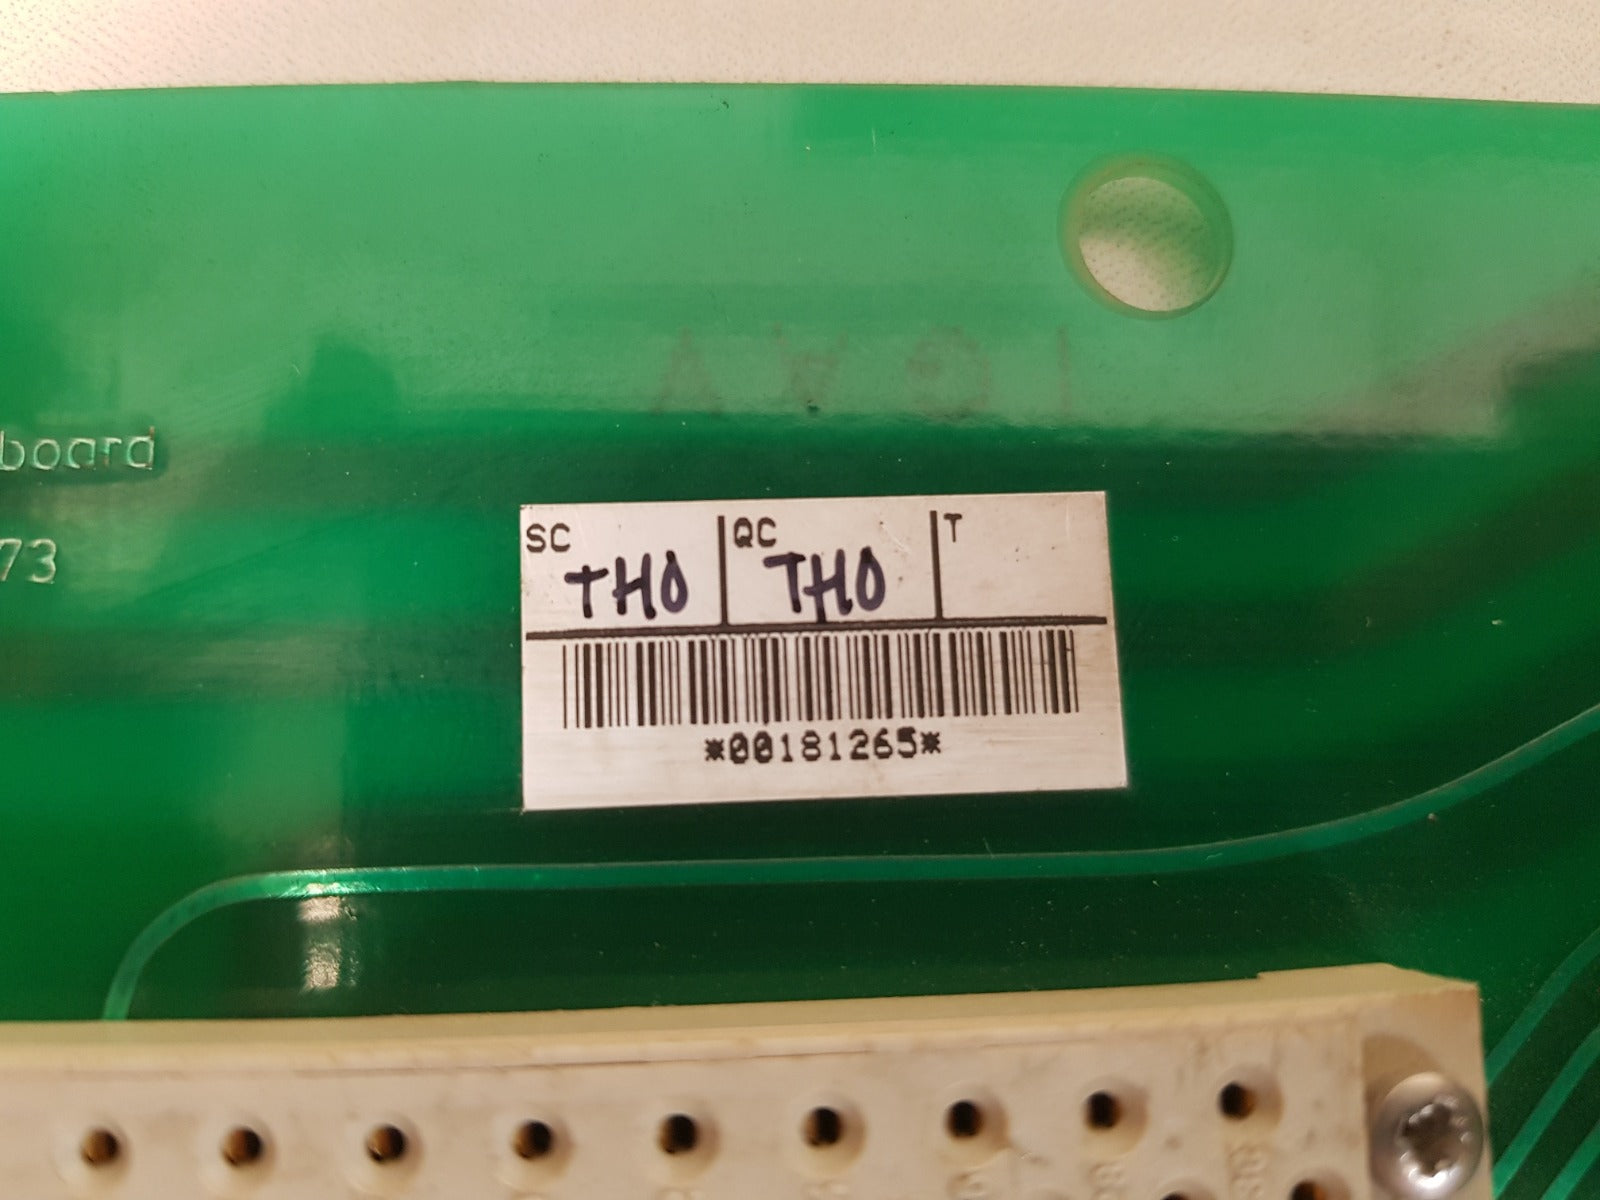 board
73
SC QC T
THO THO
*00181265*